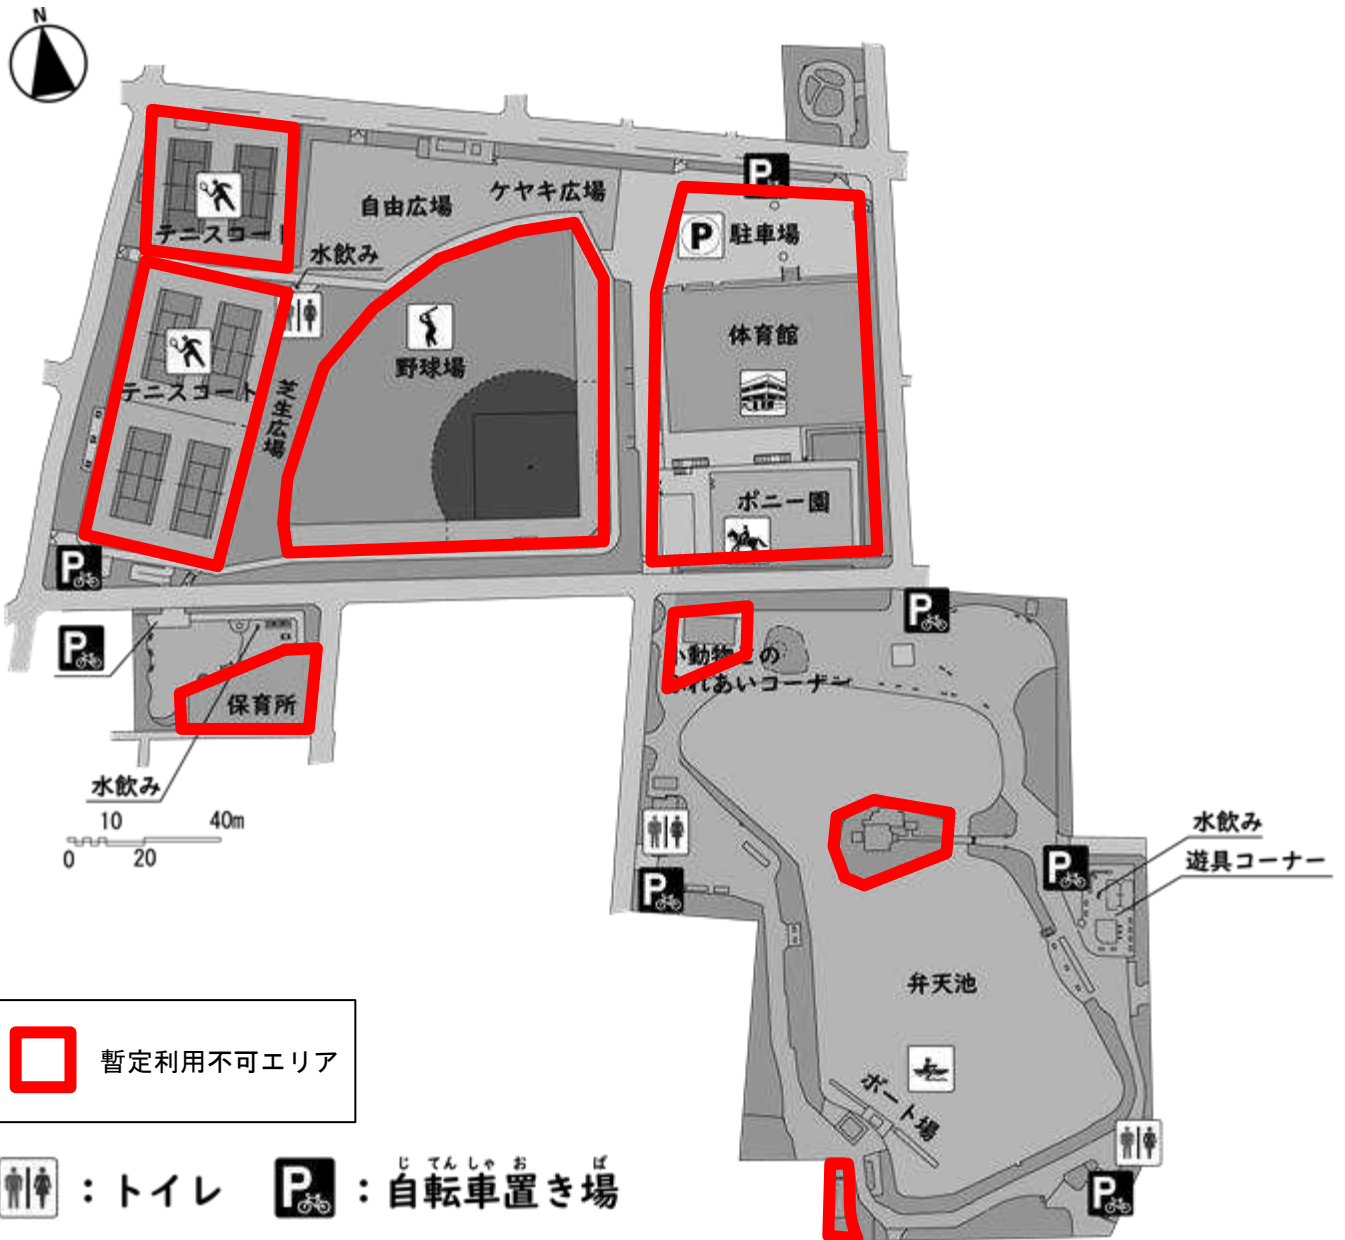 N
P
自由広場
ケヤキ広場
テニスコート
水飲み
P
駐車場
体育館
野球場
テニスコート
芝生広場
ポニー園
P
P
P
小動物との
ふれあいコーナー
保育所
水飲み
10 40m
0 20
P
P
水飲み
遊具コーナー
弁天池
ボート場
P
暫定利用不可エリア
：トイレ
P
：自転車置き場
じ てん しゃ お ば